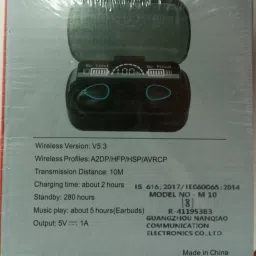 100
Wireless Version: V5.3
Wireless Profiles: A2DP/HFP/HSP/AVRCP
Transmission Distance: 10M
Charging time: about 2 hours
Standby: 280 hours
Music play: about 5 hours(Earbuds)
Output: 5V ⎓ 1A
IS 616:2017/IEC60065:2014
MODEL NO - M 10
R-41195383
GUANGZHOU NANQIAO
COMMUNICATION
ELECTRONICS CO.,LTD.
Made in China